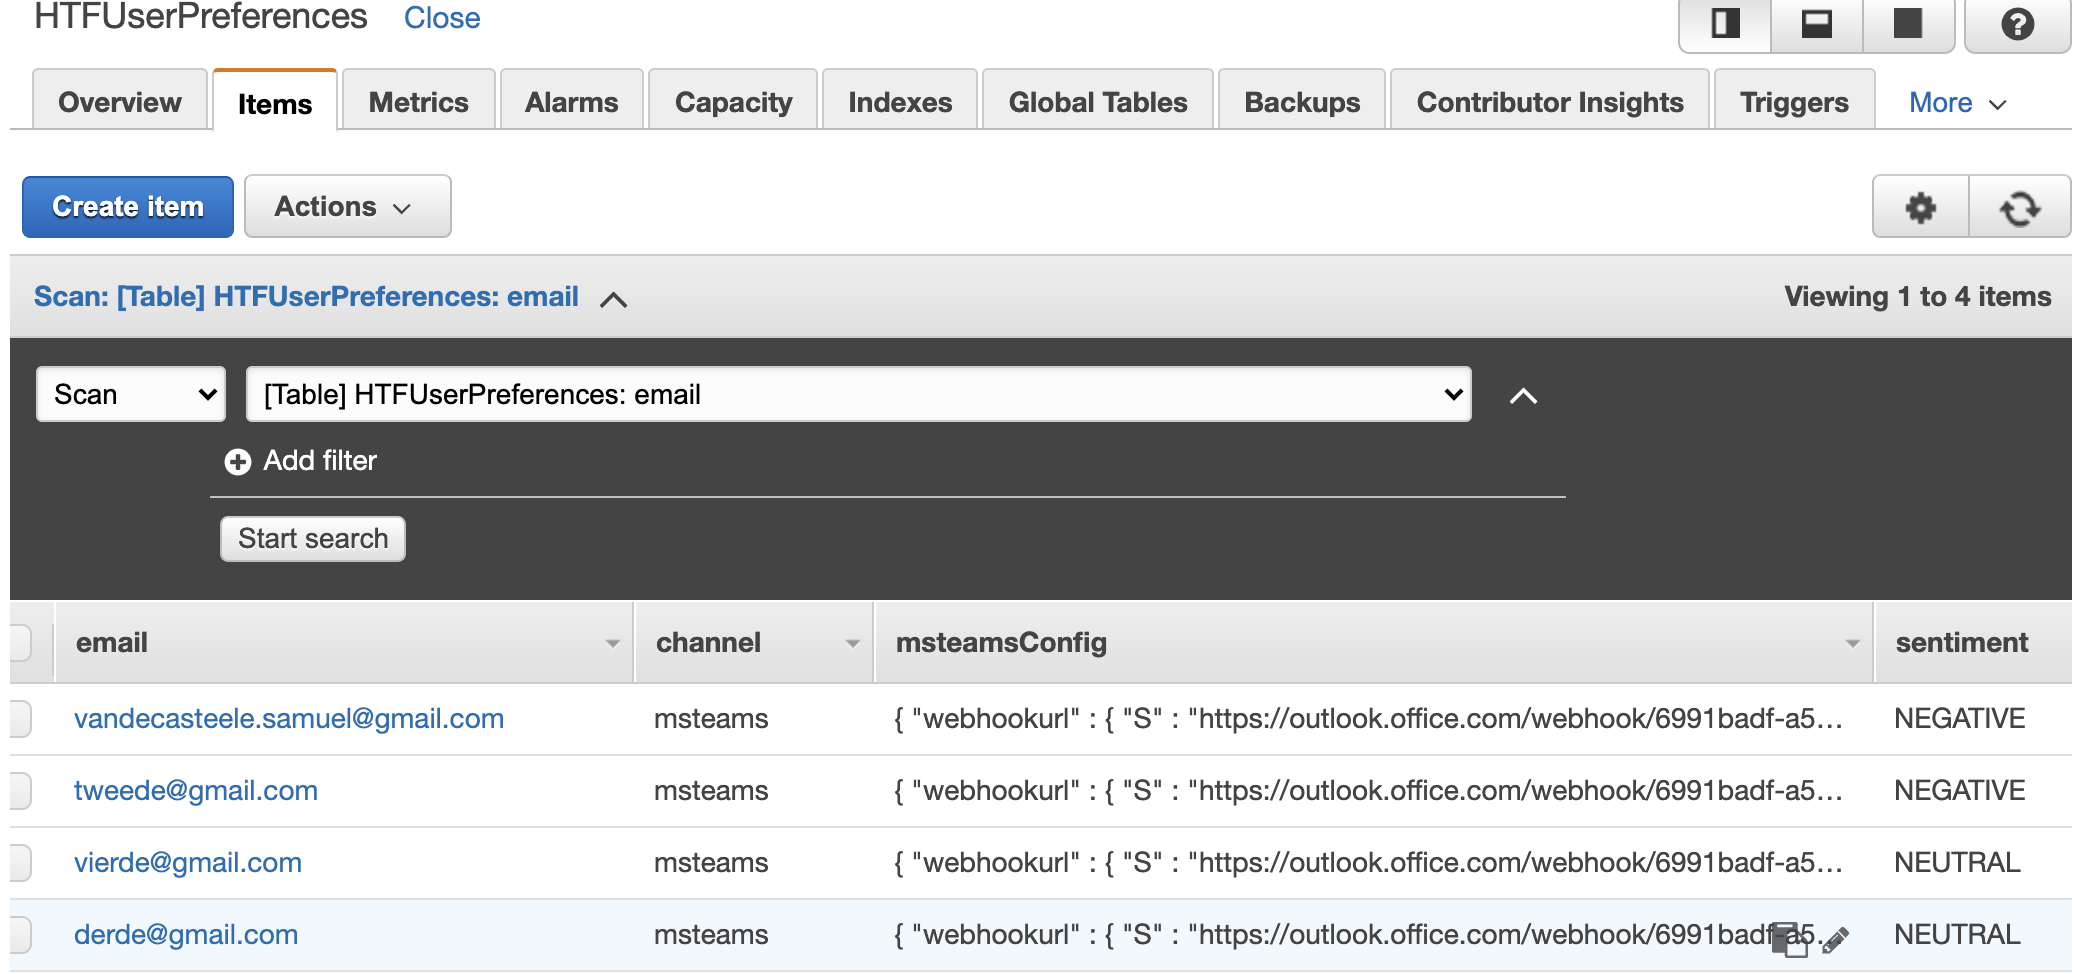 HTFUserPreferences Close
Overview Items Metrics Alarms Capacity Indexes Global Tables Backups Contributor Insights Triggers More
Create item Actions
Scan: [Table] HTFUserPreferences: email Viewing 1 to 4 items
Scan [Table] HTFUserPreferences: email
Add filter
Start search
email channel msteamsConfig sentiment
vandecasteele.samuel@gmail.com msteams { "webhookurl" : { "S" : "https://outlook.office.com/webhook/6991badf-a5... NEGATIVE
tweede@gmail.com msteams { "webhookurl" : { "S" : "https://outlook.office.com/webhook/6991badf-a5... NEGATIVE
vierde@gmail.com msteams { "webhookurl" : { "S" : "https://outlook.office.com/webhook/6991badf-a5... NEUTRAL
derde@gmail.com msteams { "webhookurl" : { "S" : "https://outlook.office.com/webhook/6991badf-a5... NEUTRAL